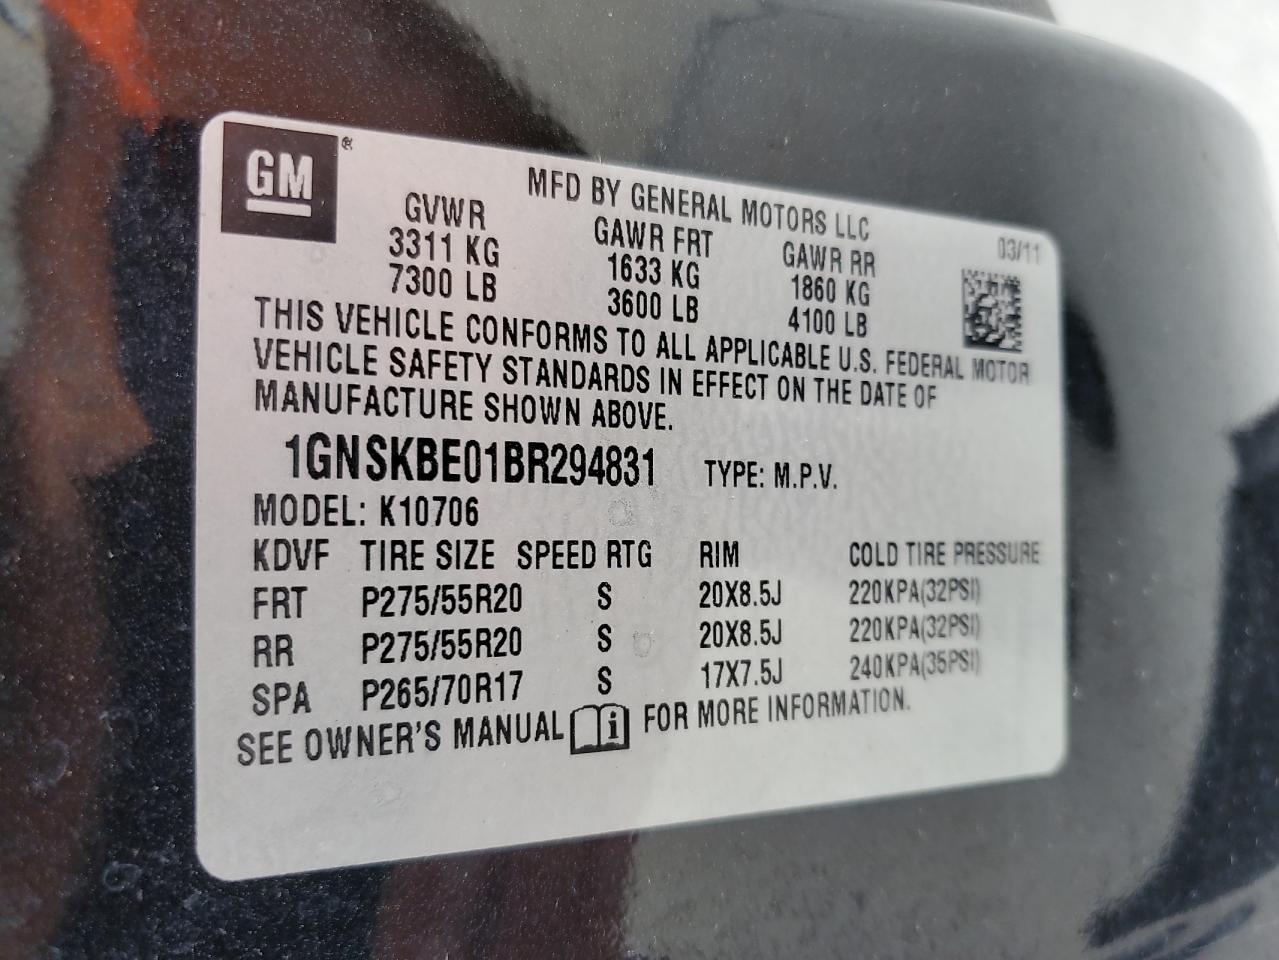 GM ®
MFD BY GENERAL MOTORS LLC
03/11
GVWR GAWR FRT GAWR RR
3311 KG 1633 KG 1860 KG
7300 LB 3600 LB 4100 LB
THIS VEHICLE CONFORMS TO ALL APPLICABLE U.S. FEDERAL MOTOR
VEHICLE SAFETY STANDARDS IN EFFECT ON THE DATE OF
MANUFACTURE SHOWN ABOVE.
1GNSKBE01BR294831 TYPE: M.P.V.
MODEL: K10706
KDVF TIRE SIZE SPEED RTG RIM COLD TIRE PRESSURE
FRT P275/55R20 S 20X8.5J 220KPA(32PSI)
RR P275/55R20 S 20X8.5J 220KPA(32PSI)
SPA P265/70R17 S 17X7.5J 240KPA(35PSI)
SEE OWNER'S MANUAL i FOR MORE INFORMATION.